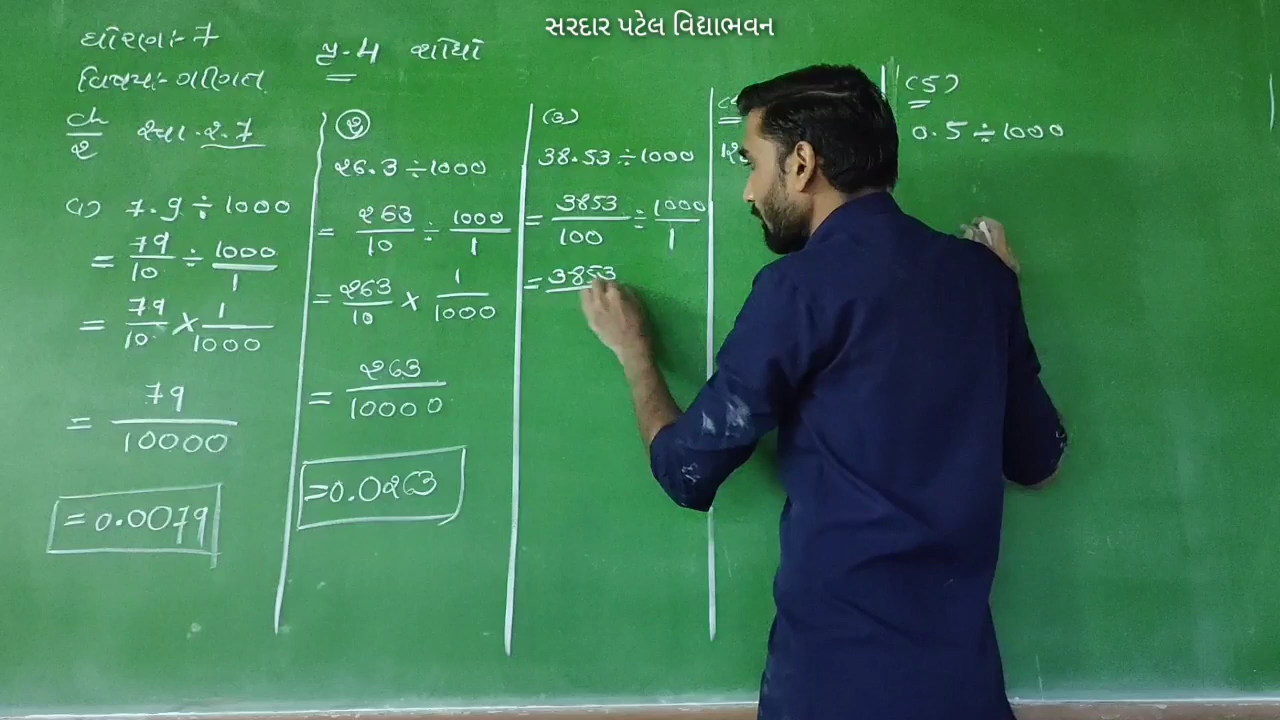 સરદાર પટેલ વિદ્યાભવન
ધોરણ:- 7
વિષય:- ગણિત
પ્ર-4 શોધો
ch/૨ સ્વા. ૨.7
(૧) 7.9 ÷ 1000
= 79/10 ÷ 1000/1
= 79/10 × 1/1000
= 79/10000
= 0.0079
(૨)
૨6.3 ÷ 1000
= ૨63/10 ÷ 1000/1
= ૨63/10 × 1/1000
= ૨63/10000
= 0.0૨63
(3)
38.53 ÷ 1000
= 3853/100 ÷ 1000/1
= 3853
(5)
0.5 ÷ 1000